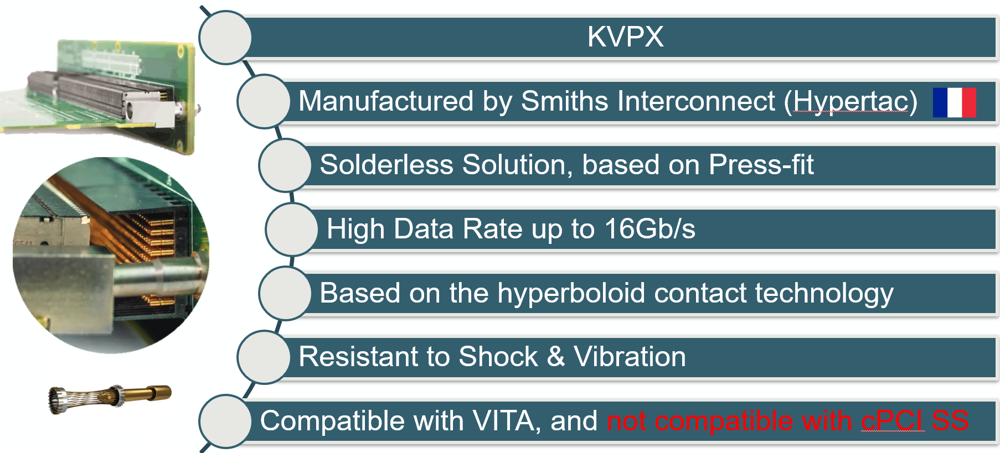 KVPX
Manufactured by Smiths Interconnect (Hypertac)
Solderless Solution, based on Press-fit
High Data Rate up to 16Gb/s
Based on the hyperboloid contact technology
Resistant to Shock & Vibration
Compatible with VITA, and not compatible with cPCI SS